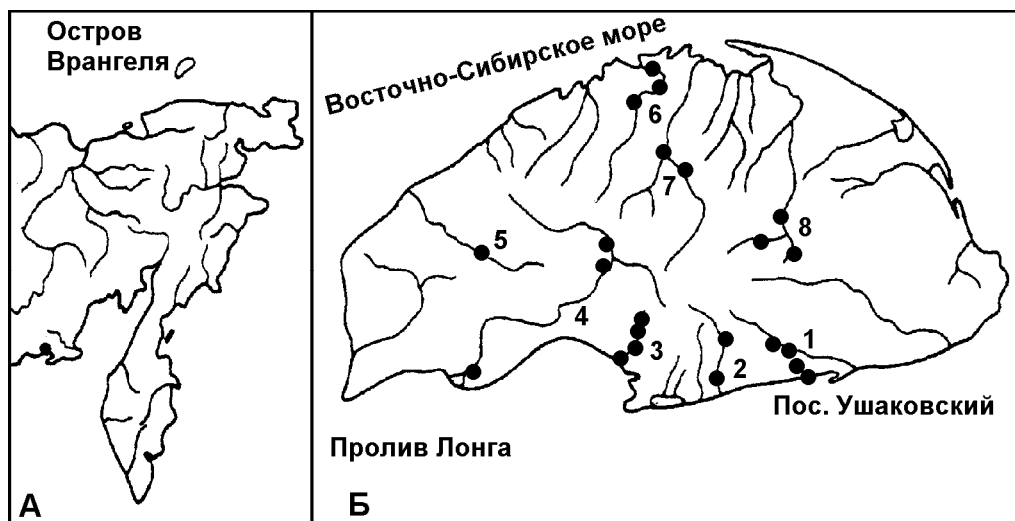 Остров
Врангеля
А
Восточно-Сибирское море
6
7
5
8
4
3
1
2
Пос. Ушаковский
Пролив Лонга
Б